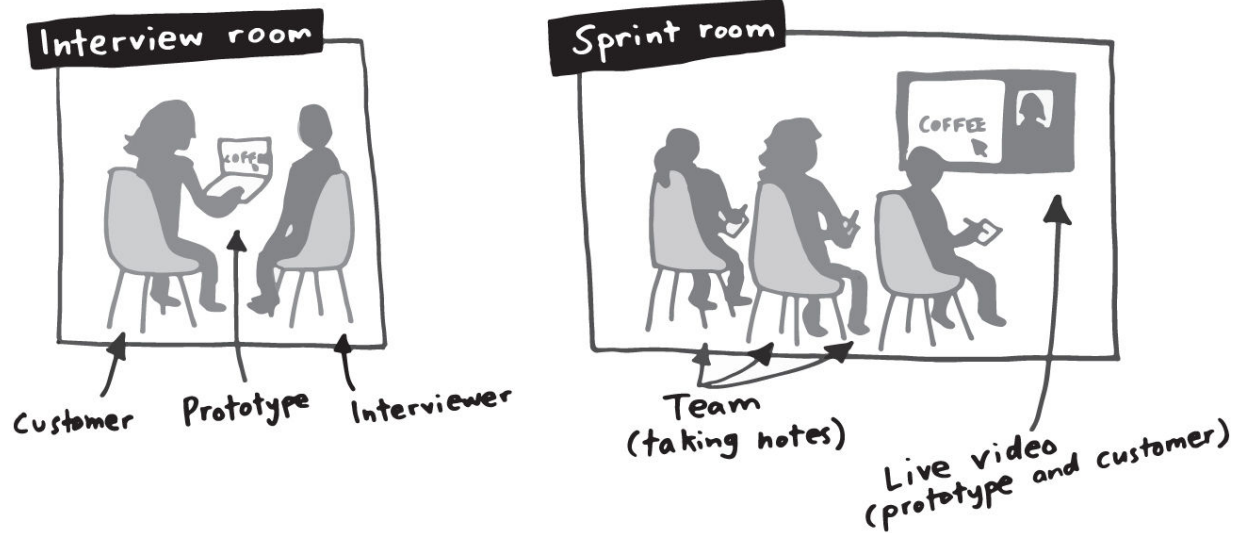 Interview room
COFFEE
Customer
Prototype
Interviewer
Sprint room
COFFEE
Team
(taking notes)
Live video
(prototype and customer)